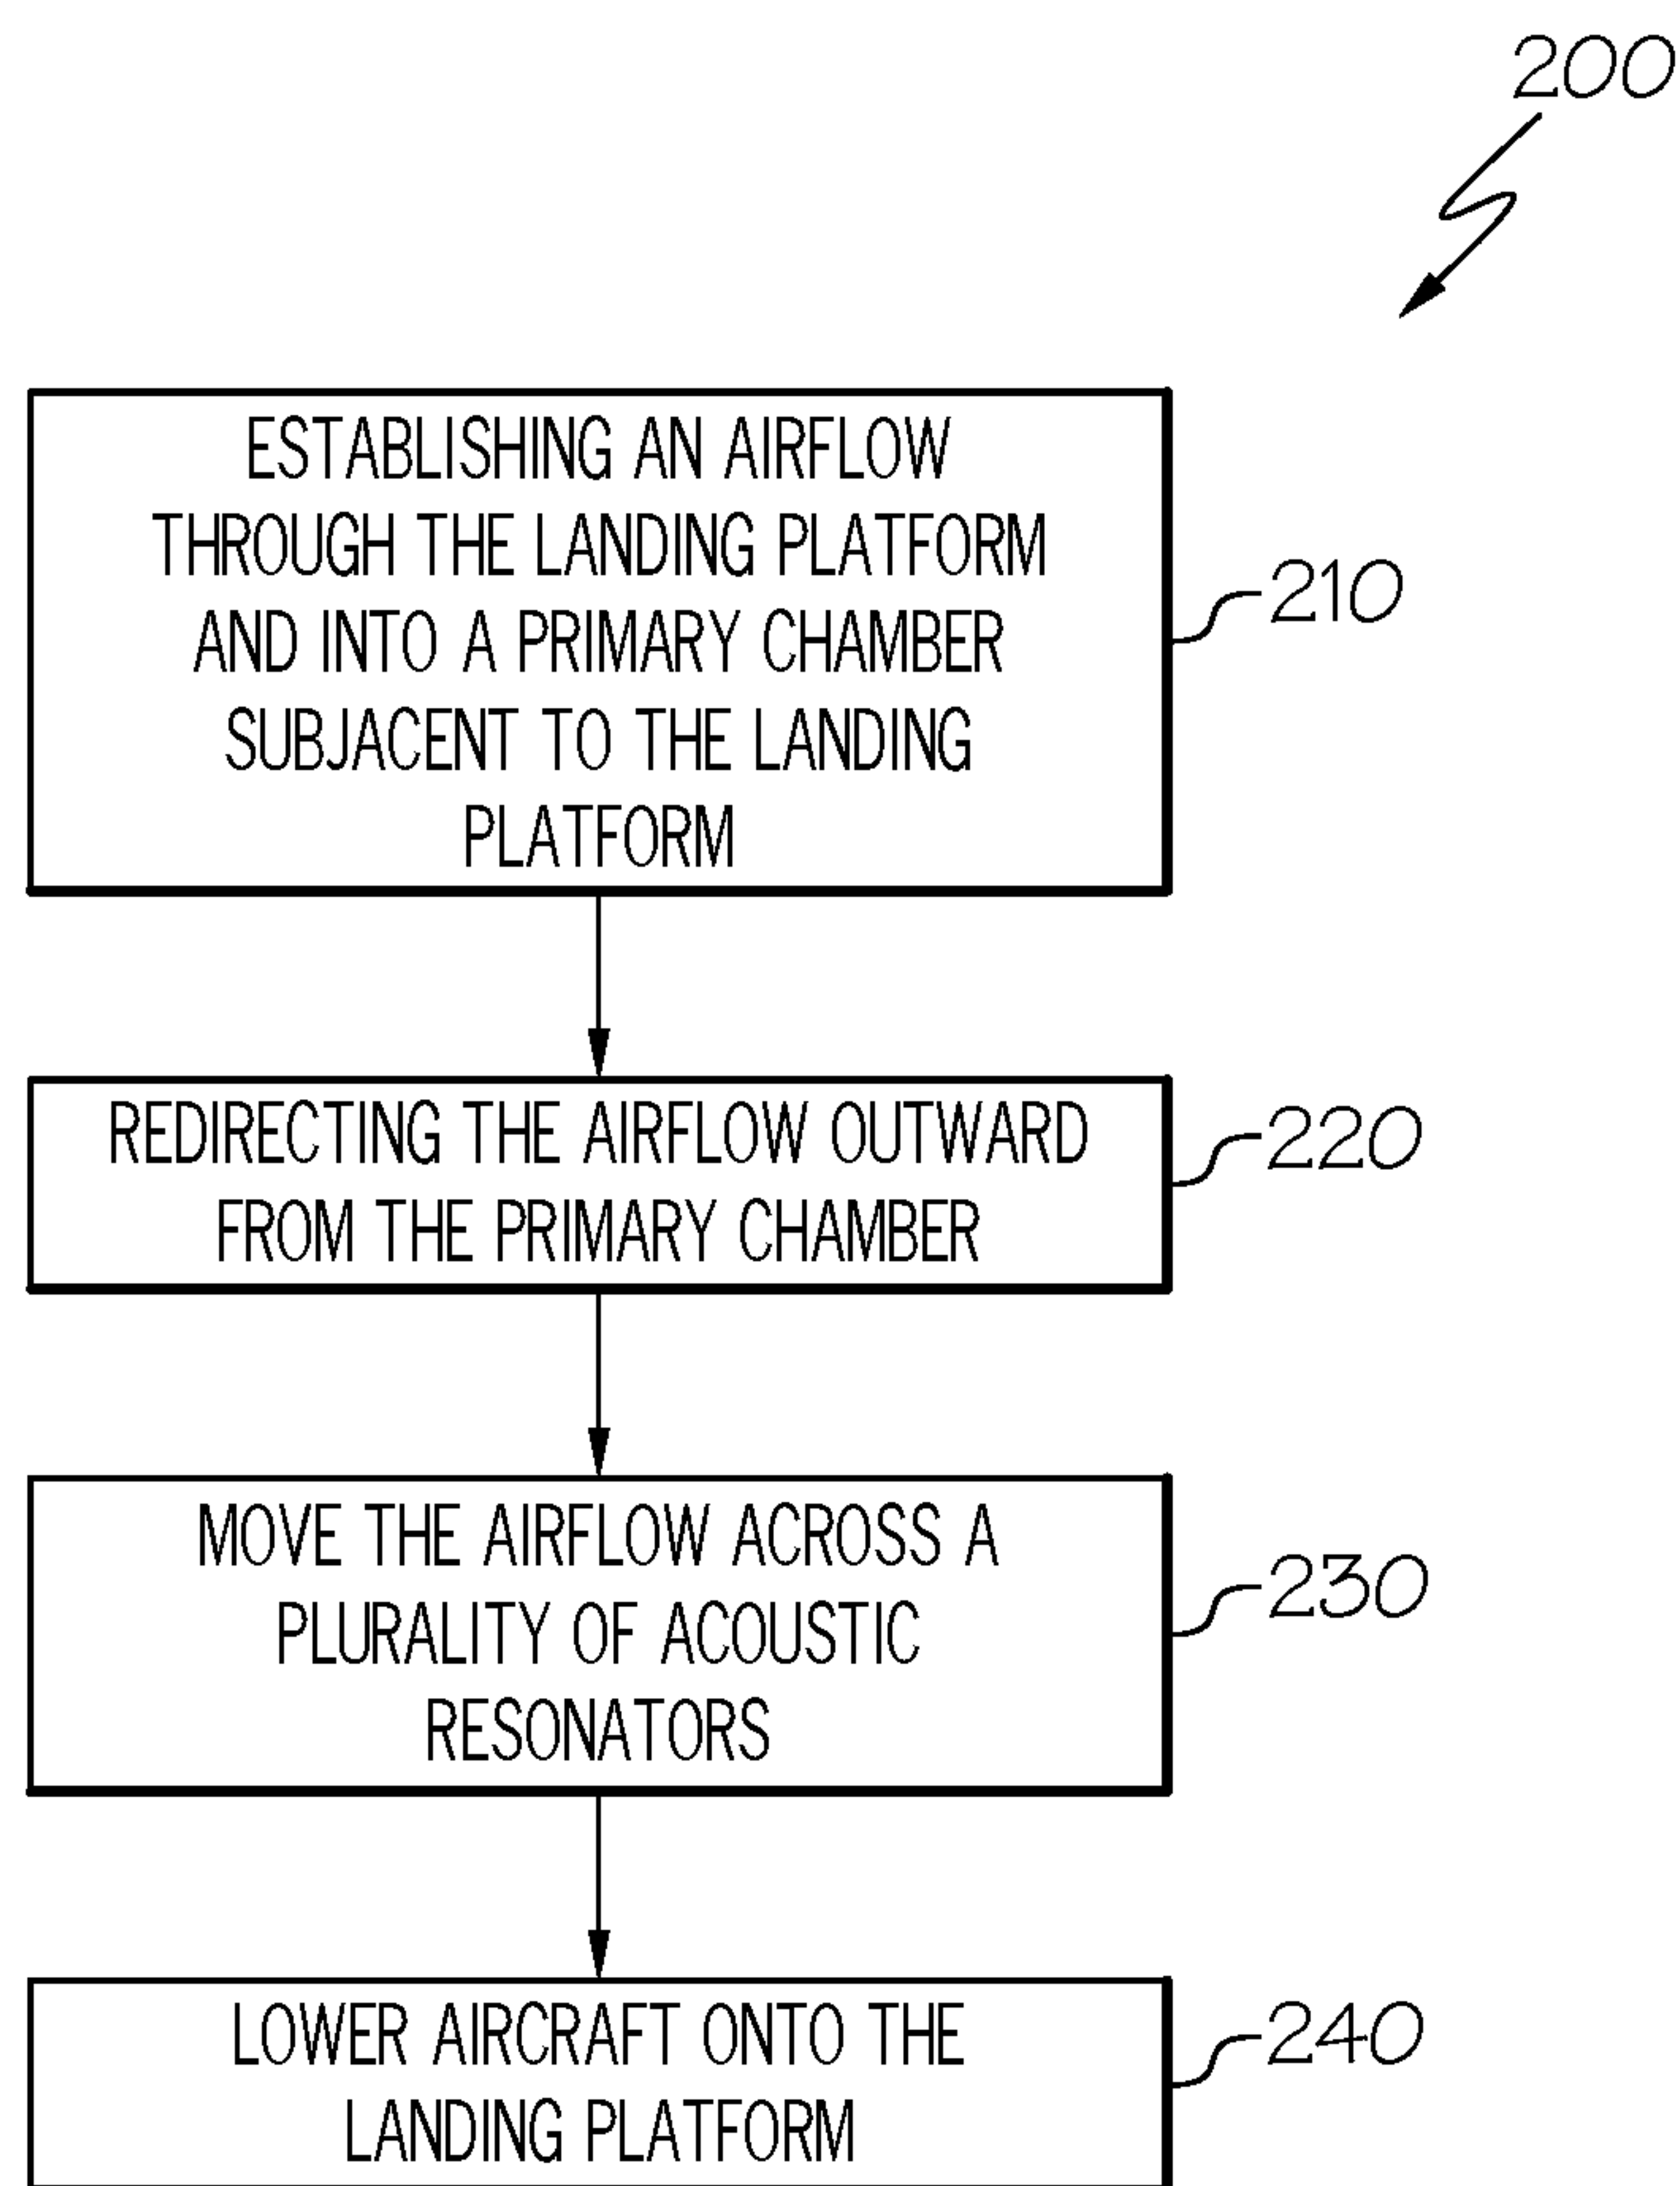 200
ESTABLISHING AN AIRFLOW
THROUGH THE LANDING PLATFORM
AND INTO A PRIMARY CHAMBER
SUBJACENT TO THE LANDING
PLATFORM
210
REDIRECTING THE AIRFLOW OUTWARD
FROM THE PRIMARY CHAMBER
220
MOVE THE AIRFLOW ACROSS A
PLURALITY OF ACOUSTIC
RESONATORS
230
LOWER AIRCRAFT ONTO THE
LANDING PLATFORM
240